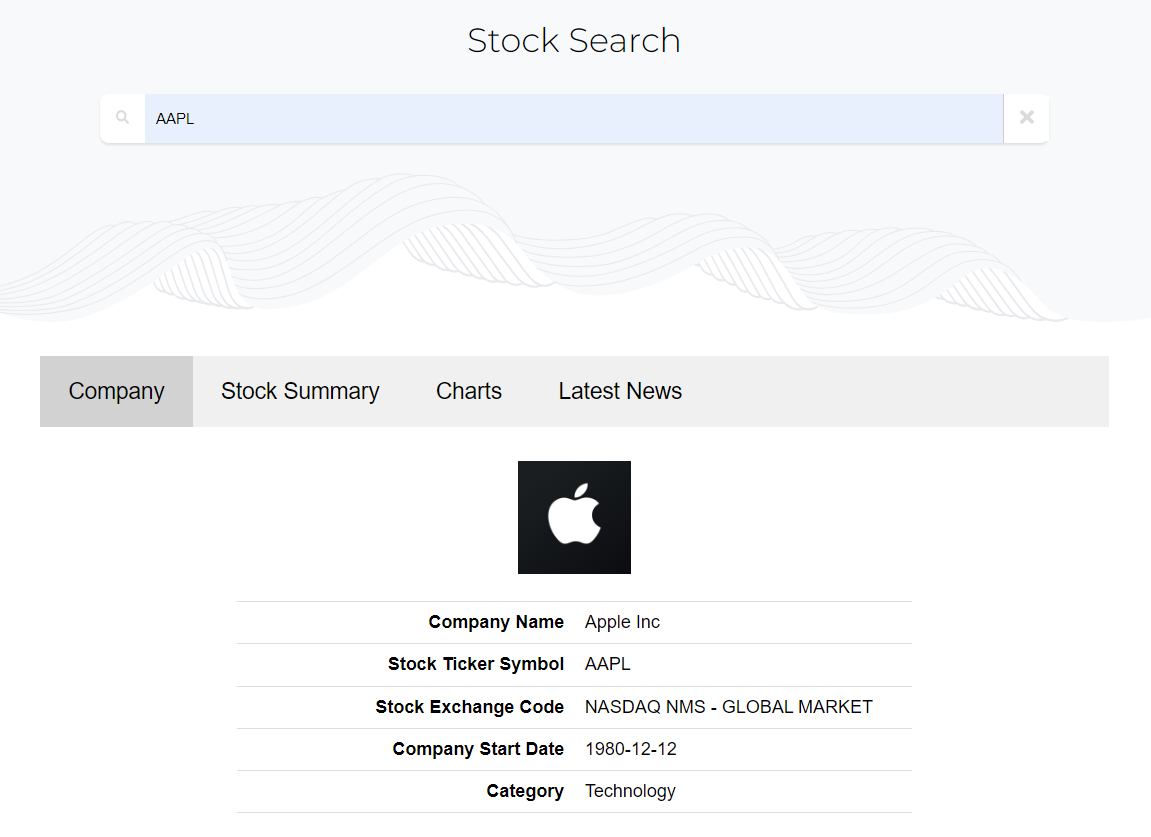 Stock Search
AAPL
Company Stock Summary Charts Latest News
Company Name Apple Inc
Stock Ticker Symbol AAPL
Stock Exchange Code NASDAQ NMS - GLOBAL MARKET
Company Start Date 1980-12-12
Category Technology